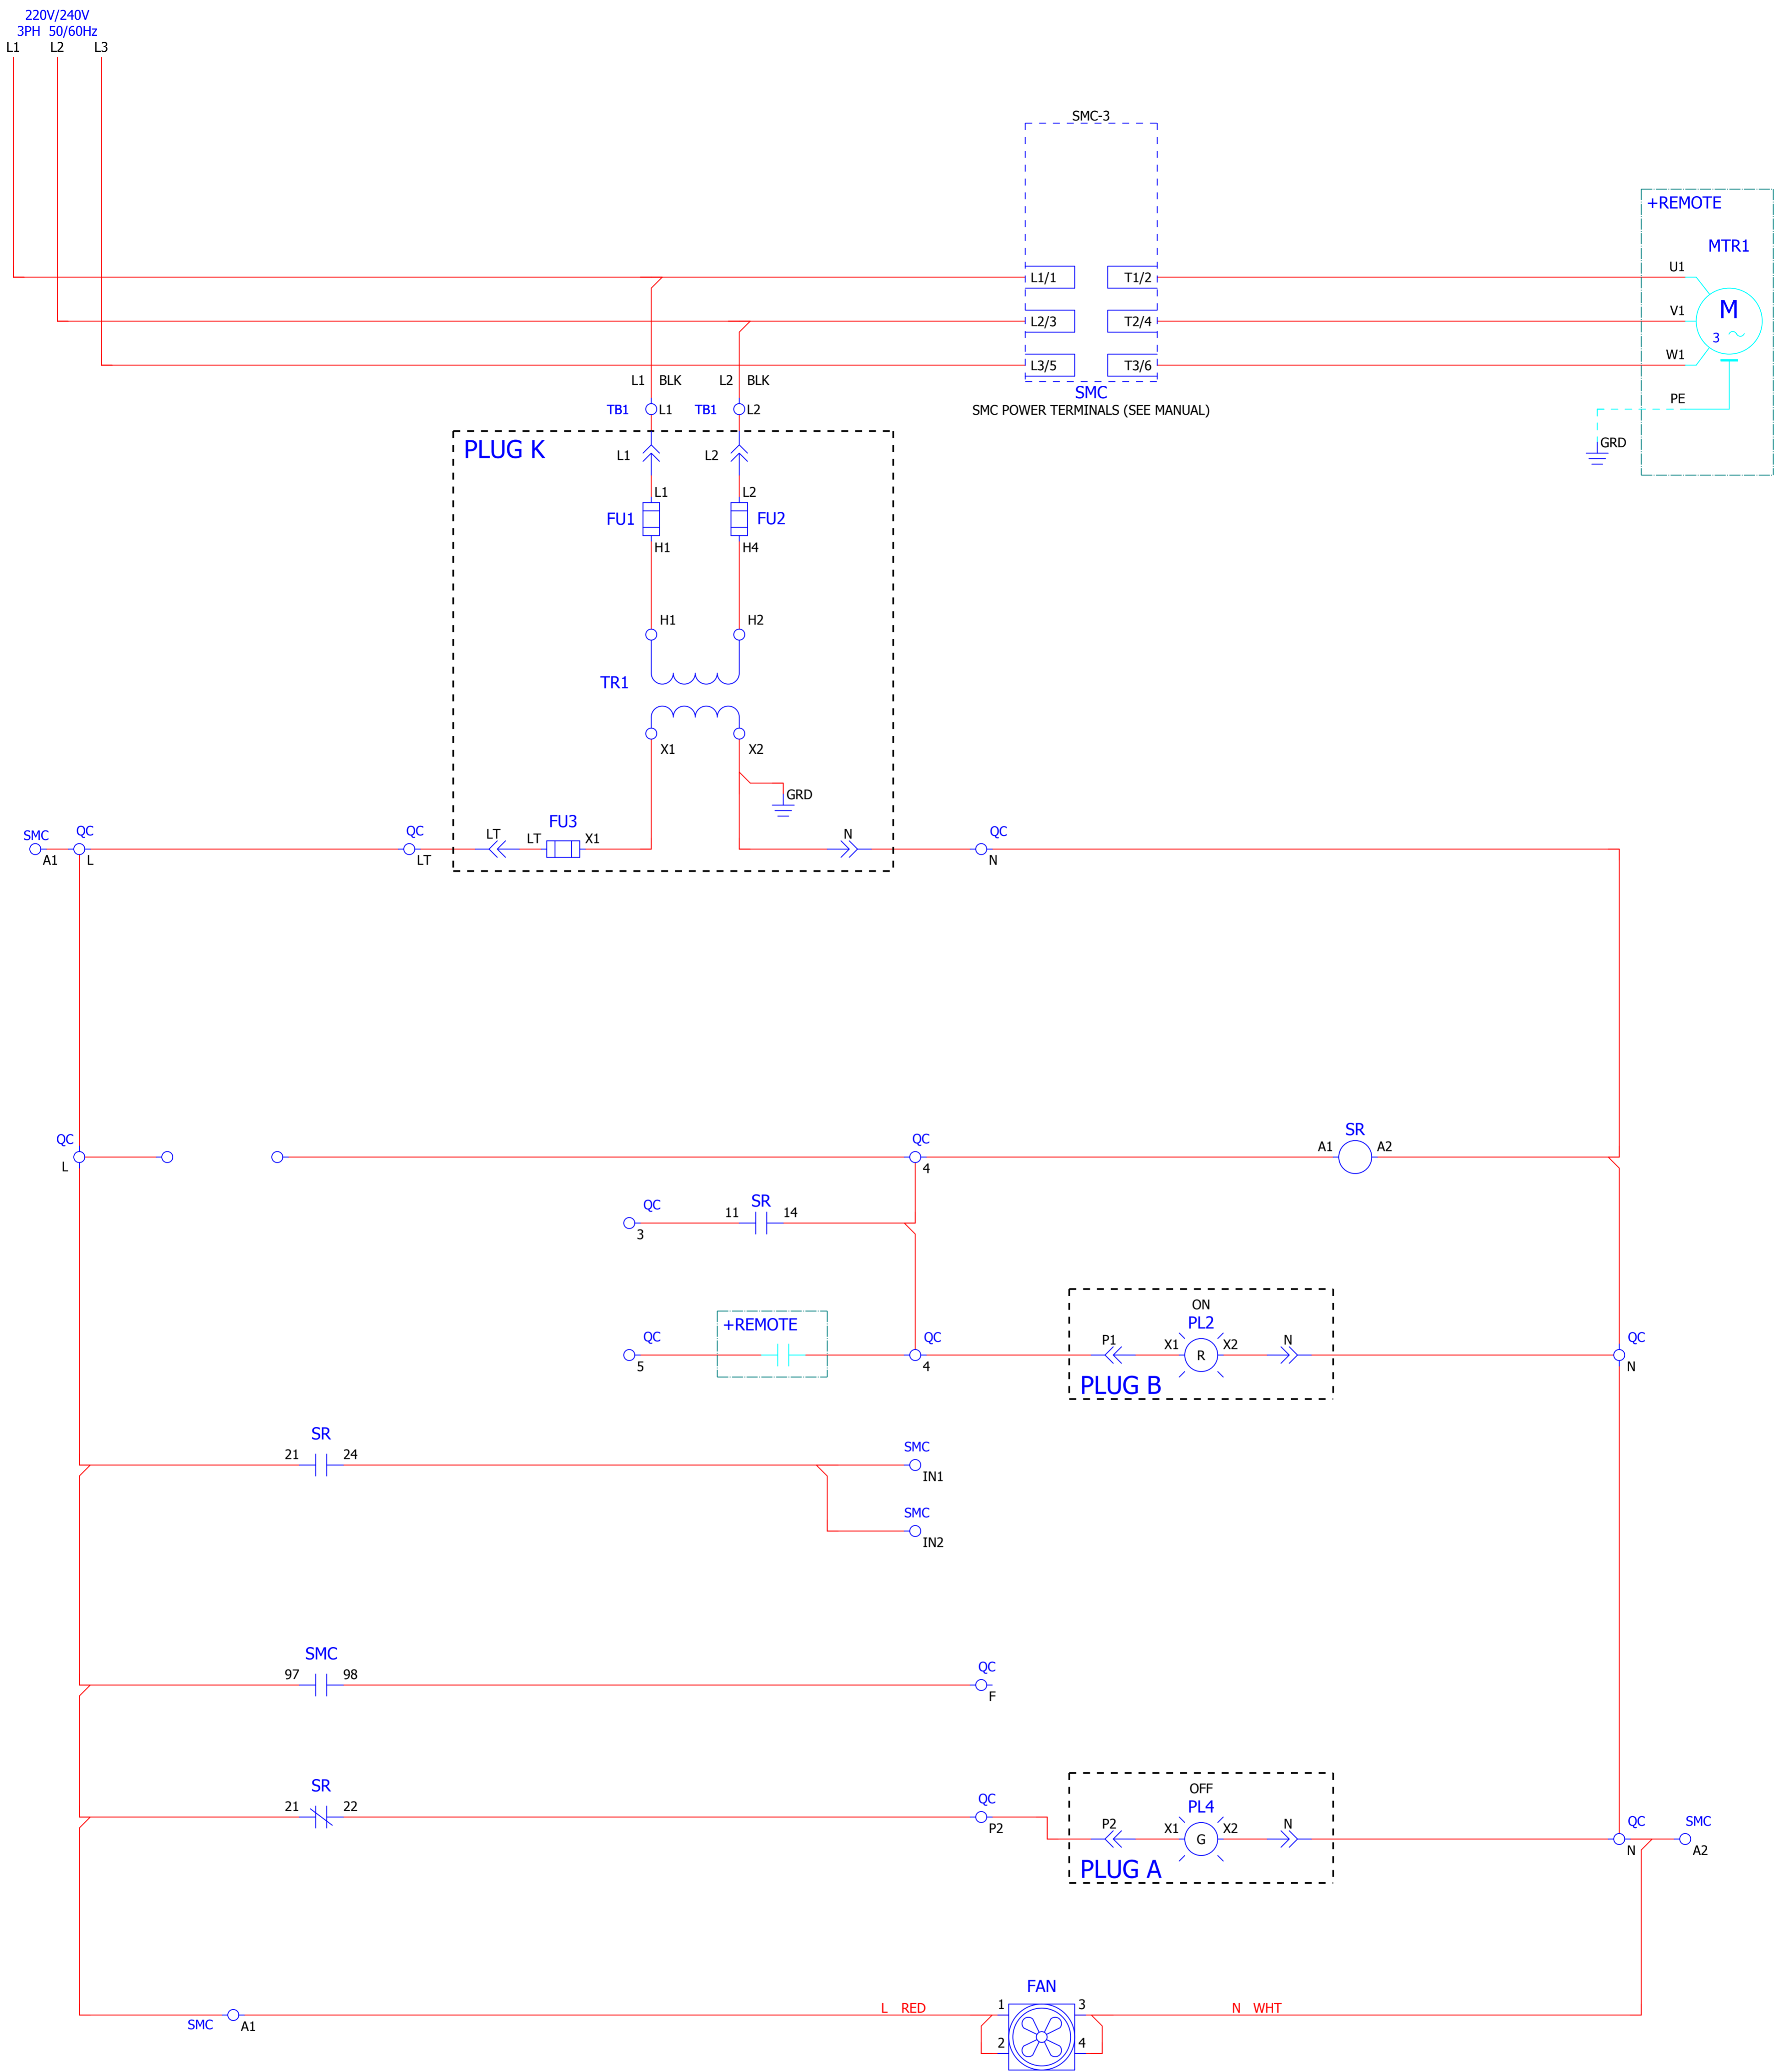 220V/240V
3PH 50/60Hz
L1 L2 L3
SMC-3
+REMOTE
MTR1
L1/1 T1/2 U1
L2/3 T2/4 V1 M
3
L3/5 T3/6 W1
L1 BLK L2 BLK
SMC
PE
TB1 L1 TB1 L2
SMC POWER TERMINALS (SEE MANUAL)
PLUG K
GRD
L1 L2
L1 L2
FU1 FU2
H1 H4
H1 H2
TR1
X1 X2
GRD
FU3
SMC QC QC LT LT X1 N QC
A1 L LT N
SR
QC QC A1 A2
L 4
SR
QC 11 14
3
ON
+REMOTE PL2
QC QC P1 X1 X2 N QC
R
5 4 N
PLUG B
SR
21 24 SMC
IN1
SMC
IN2
SMC
97 98 QC
F
SR OFF
21 22 QC PL4
P2 P2 X1 X2 N QC SMC
G
N A2
PLUG A
FAN
L RED 1 3 N WHT
SMC A1
2 4